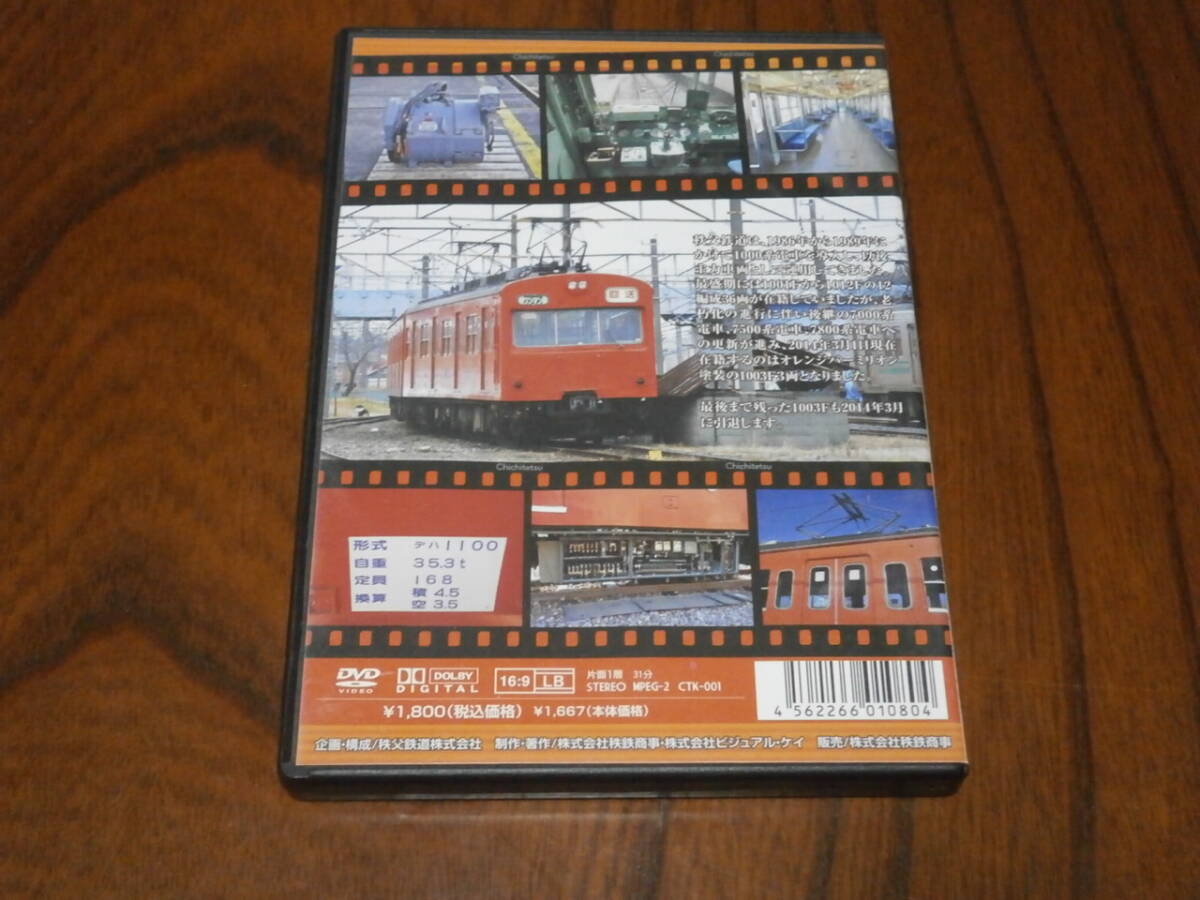 Chichitetsu Chichitetsu
秩父鉄道は、1986年から1989年に
かけて1000系電車を導入し、以後
主力車両として運用してきました。
最盛期には1001Fから1012Fの12
編成36両が在籍していましたが、老
朽化の進行に伴い後継の7000系
電車、7500系電車、7800系電車へ
の更新が進み、2014年3月1日現在
在籍するのはオレンジバーミリオン
塗装の1003F3両となりました。
最後まで残った1003Fも2014年3月
に引退します。
回送
Chichitetsu Chichitetsu
形式 デハ1100
自重 35.3t
定員 168
換算 積 4.5
空 3.5
DVD VIDEO
DOLBY DIGITAL
16:9 LB
片面1層 31分
STEREO MPEG-2 CTK-001
¥1,800(税込価格) ¥1,667(本体価格)
4 562266 010804
企画・構成/秩父鉄道株式会社 制作・著作/株式会社秩鉄商事・株式会社ビジュアル・ケイ 販売/株式会社秩鉄商事